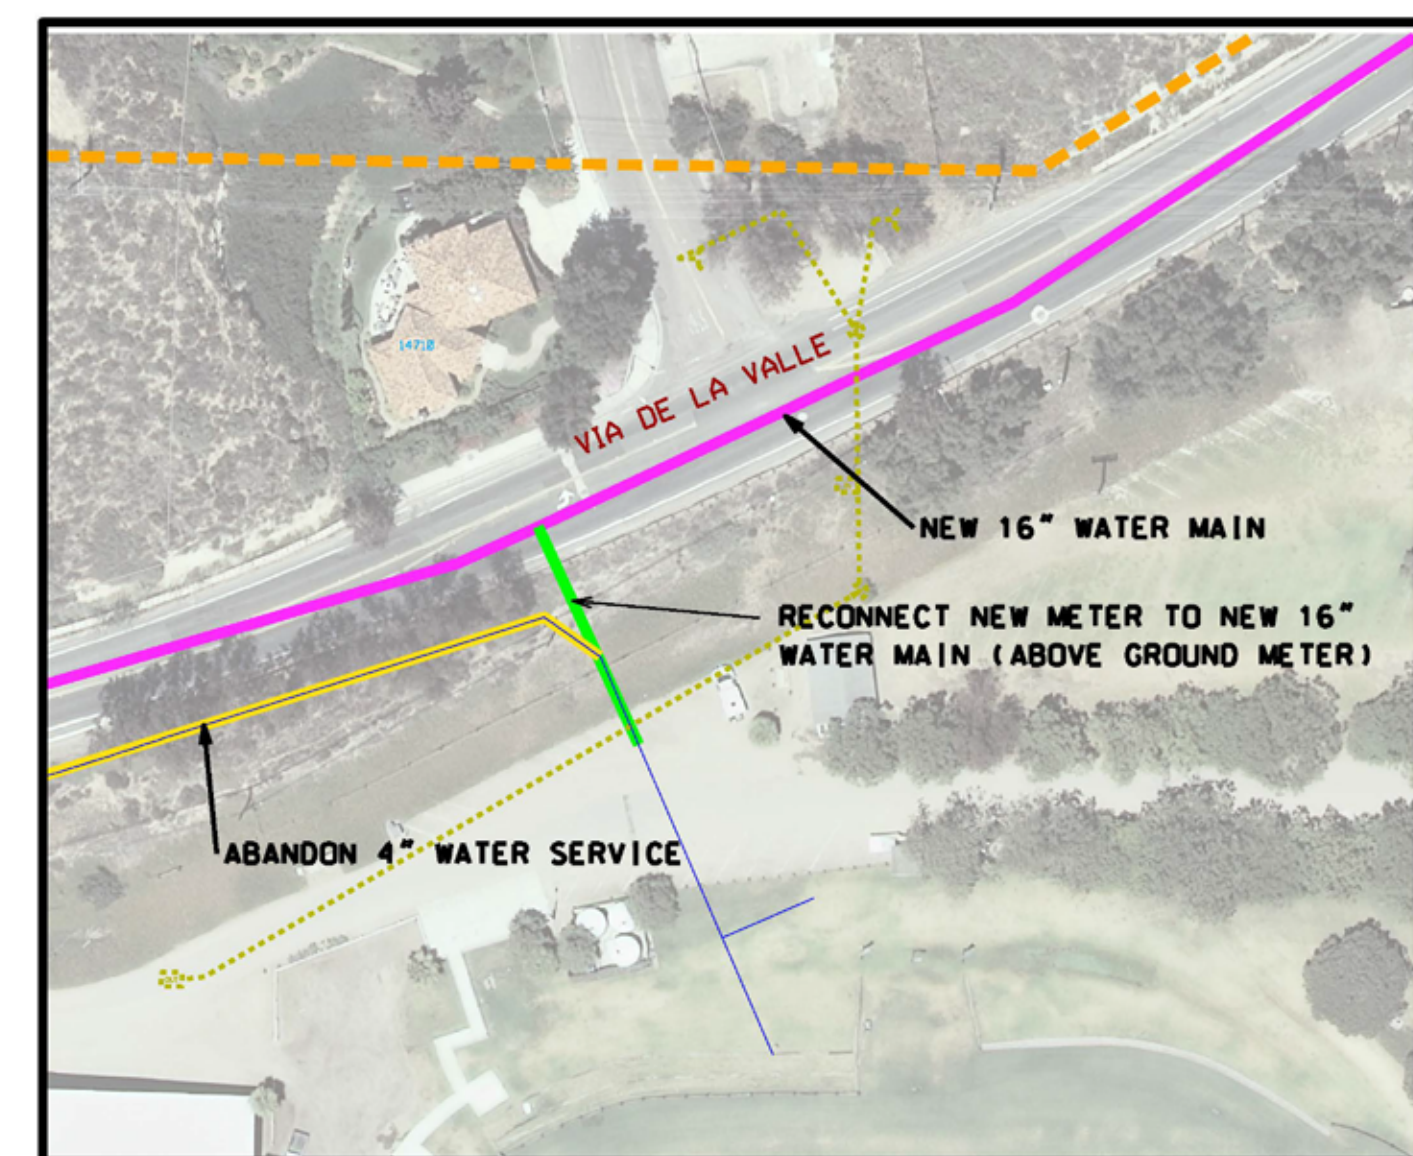 14710
VIA DE LA VALLE
NEW 16" WATER MAIN
RECONNECT NEW METER TO NEW 16"
WATER MAIN (ABOVE GROUND METER)
ABANDON 4" WATER SERVICE